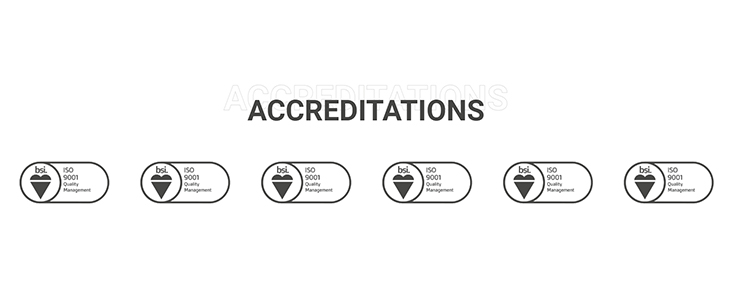 ACCREDITATIONS
ACCREDITATIONS
bsi.
ISO
9001
Quality
Management
bsi.
ISO
9001
Quality
Management
bsi.
ISO
9001
Quality
Management
bsi.
ISO
9001
Quality
Management
bsi.
ISO
9001
Quality
Management
bsi.
ISO
9001
Quality
Management